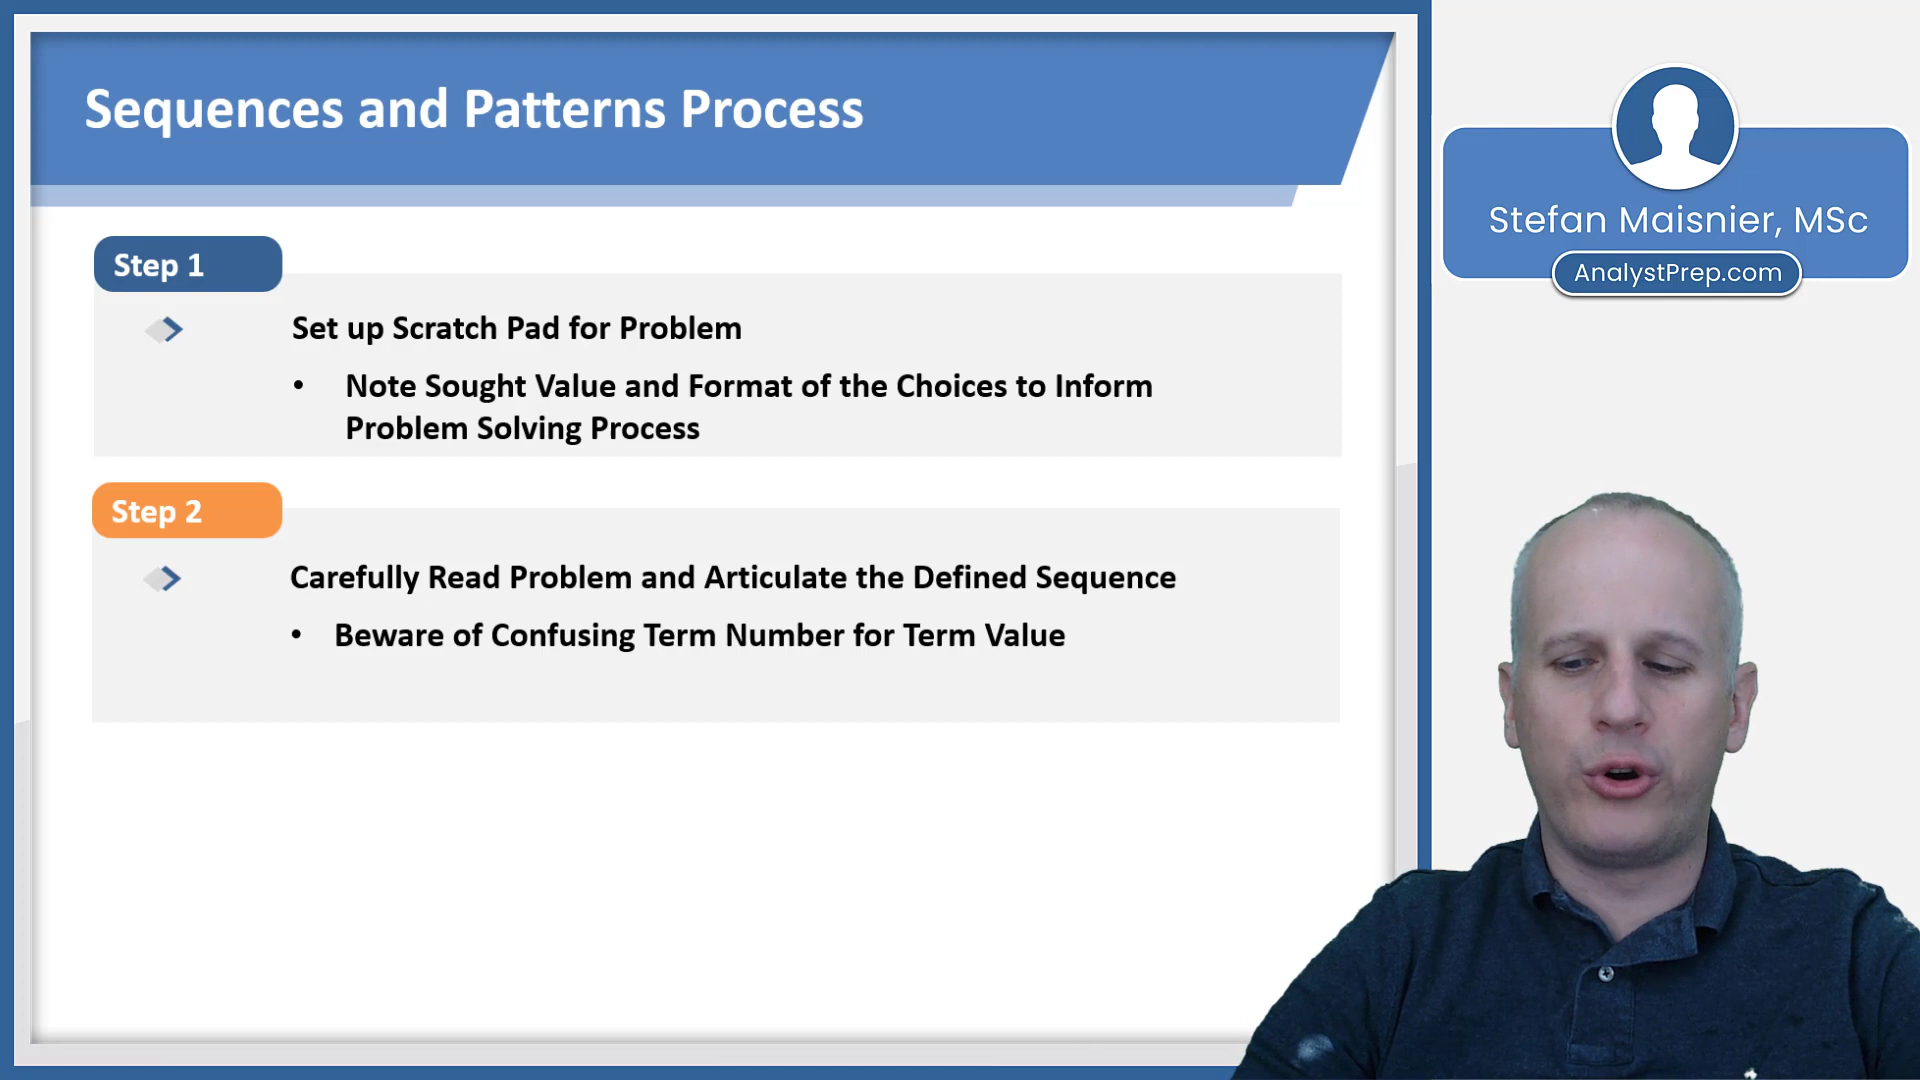 Sequences and Patterns Process
Step 1
Set up Scratch Pad for Problem
• Note Sought Value and Format of the Choices to Inform
Problem Solving Process
Step 2
Carefully Read Problem and Articulate the Defined Sequence
• Beware of Confusing Term Number for Term Value
Stefan Maisnier, MSc
AnalystPrep.com